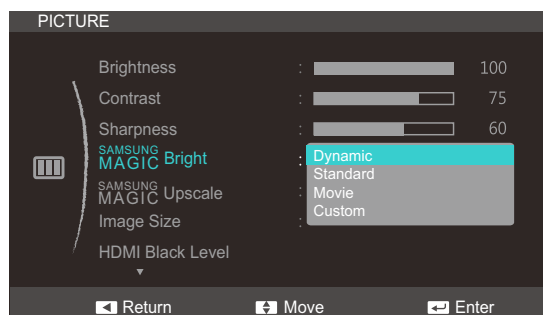 PICTURE
Brightness : 100
Contrast : 75
Sharpness : 60
SAMSUNG MAGIC Bright : Dynamic
Standard
SAMSUNG MAGIC Upscale : Movie
Custom
Image Size :
HDMI Black Level
Return Move Enter